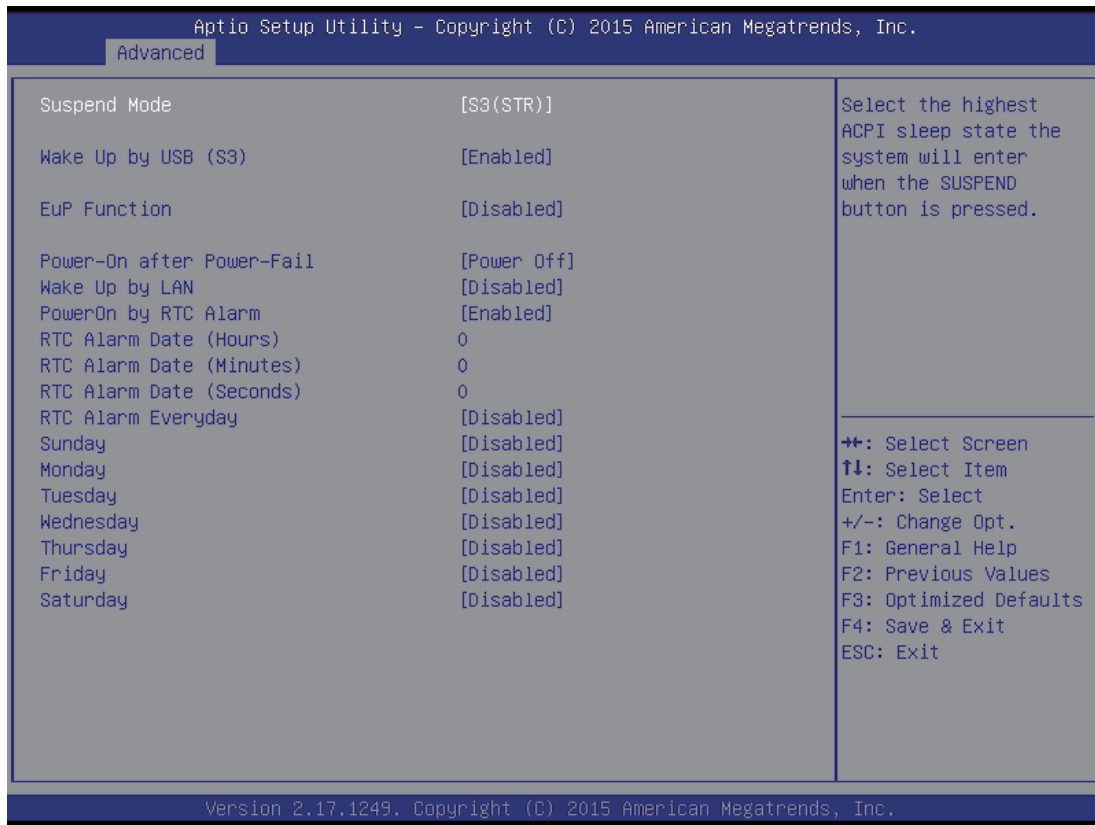 Aptio Setup Utility – Copyright (C) 2015 American Megatrends, Inc.
Advanced
Suspend Mode [S3(STR)]
Wake Up by USB (S3) [Enabled]
EuP Function [Disabled]
Power-On after Power-Fail [Power Off]
Wake Up by LAN [Disabled]
PowerOn by RTC Alarm [Enabled]
RTC Alarm Date (Hours) 0
RTC Alarm Date (Minutes) 0
RTC Alarm Date (Seconds) 0
RTC Alarm Everyday [Disabled]
Sunday [Disabled]
Monday [Disabled]
Tuesday [Disabled]
Wednesday [Disabled]
Thursday [Disabled]
Friday [Disabled]
Saturday [Disabled]
Select the highest
ACPI sleep state the
system will enter
when the SUSPEND
button is pressed.
→←: Select Screen
↑↓: Select Item
Enter: Select
+/-: Change Opt.
F1: General Help
F2: Previous Values
F3: Optimized Defaults
F4: Save & Exit
ESC: Exit
Version 2.17.1249. Copyright (C) 2015 American Megatrends, Inc.